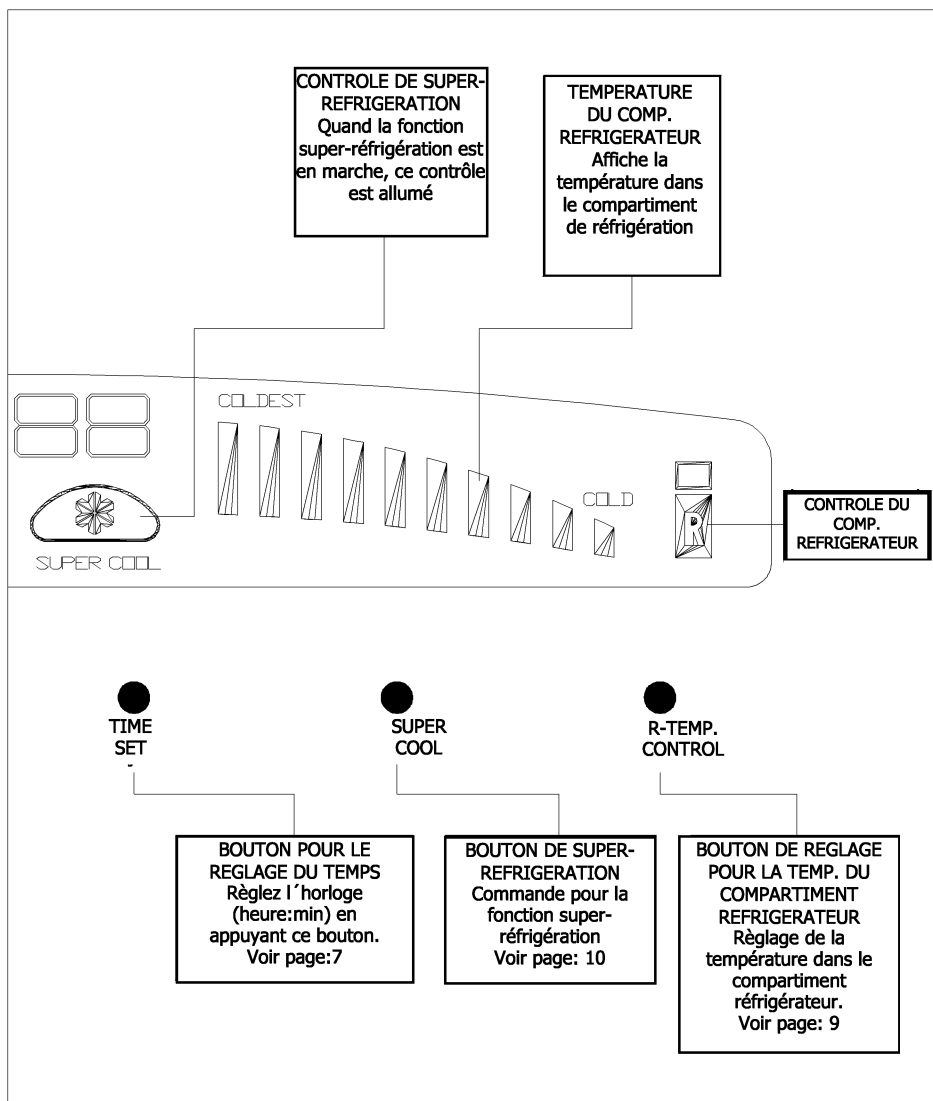 CONTROLE DE SUPER-
REFRIGERATION
Quand la fonction
super-réfrigération est
en marche, ce contrôle
est allumé
TEMPERATURE
DU COMP.
REFRIGERATEUR
Affiche la
température dans
le compartiment
de réfrigération
COLDEST
COLD
SUPER COOL
R
CONTROLE DU
COMP.
REFRIGERATEUR
TIME
SET
SUPER
COOL
R-TEMP.
CONTROL
BOUTON POUR LE
REGLAGE DU TEMPS
Règlez l´horloge
(heure:min) en
appuyant ce bouton.
Voir page:7
BOUTON DE SUPER-
REFRIGERATION
Commande pour la
fonction super-
réfrigération
Voir page: 10
BOUTON DE REGLAGE
POUR LA TEMP. DU
COMPARTIMENT
REFRIGERATEUR
Règlage de la
température dans le
compartiment
réfrigérateur.
Voir page: 9